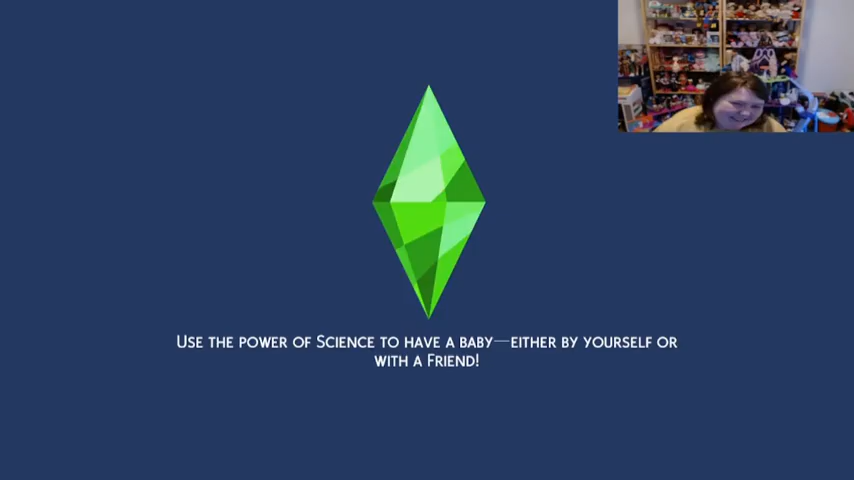 Use the power of Science to have a baby—either by yourself or
with a Friend!